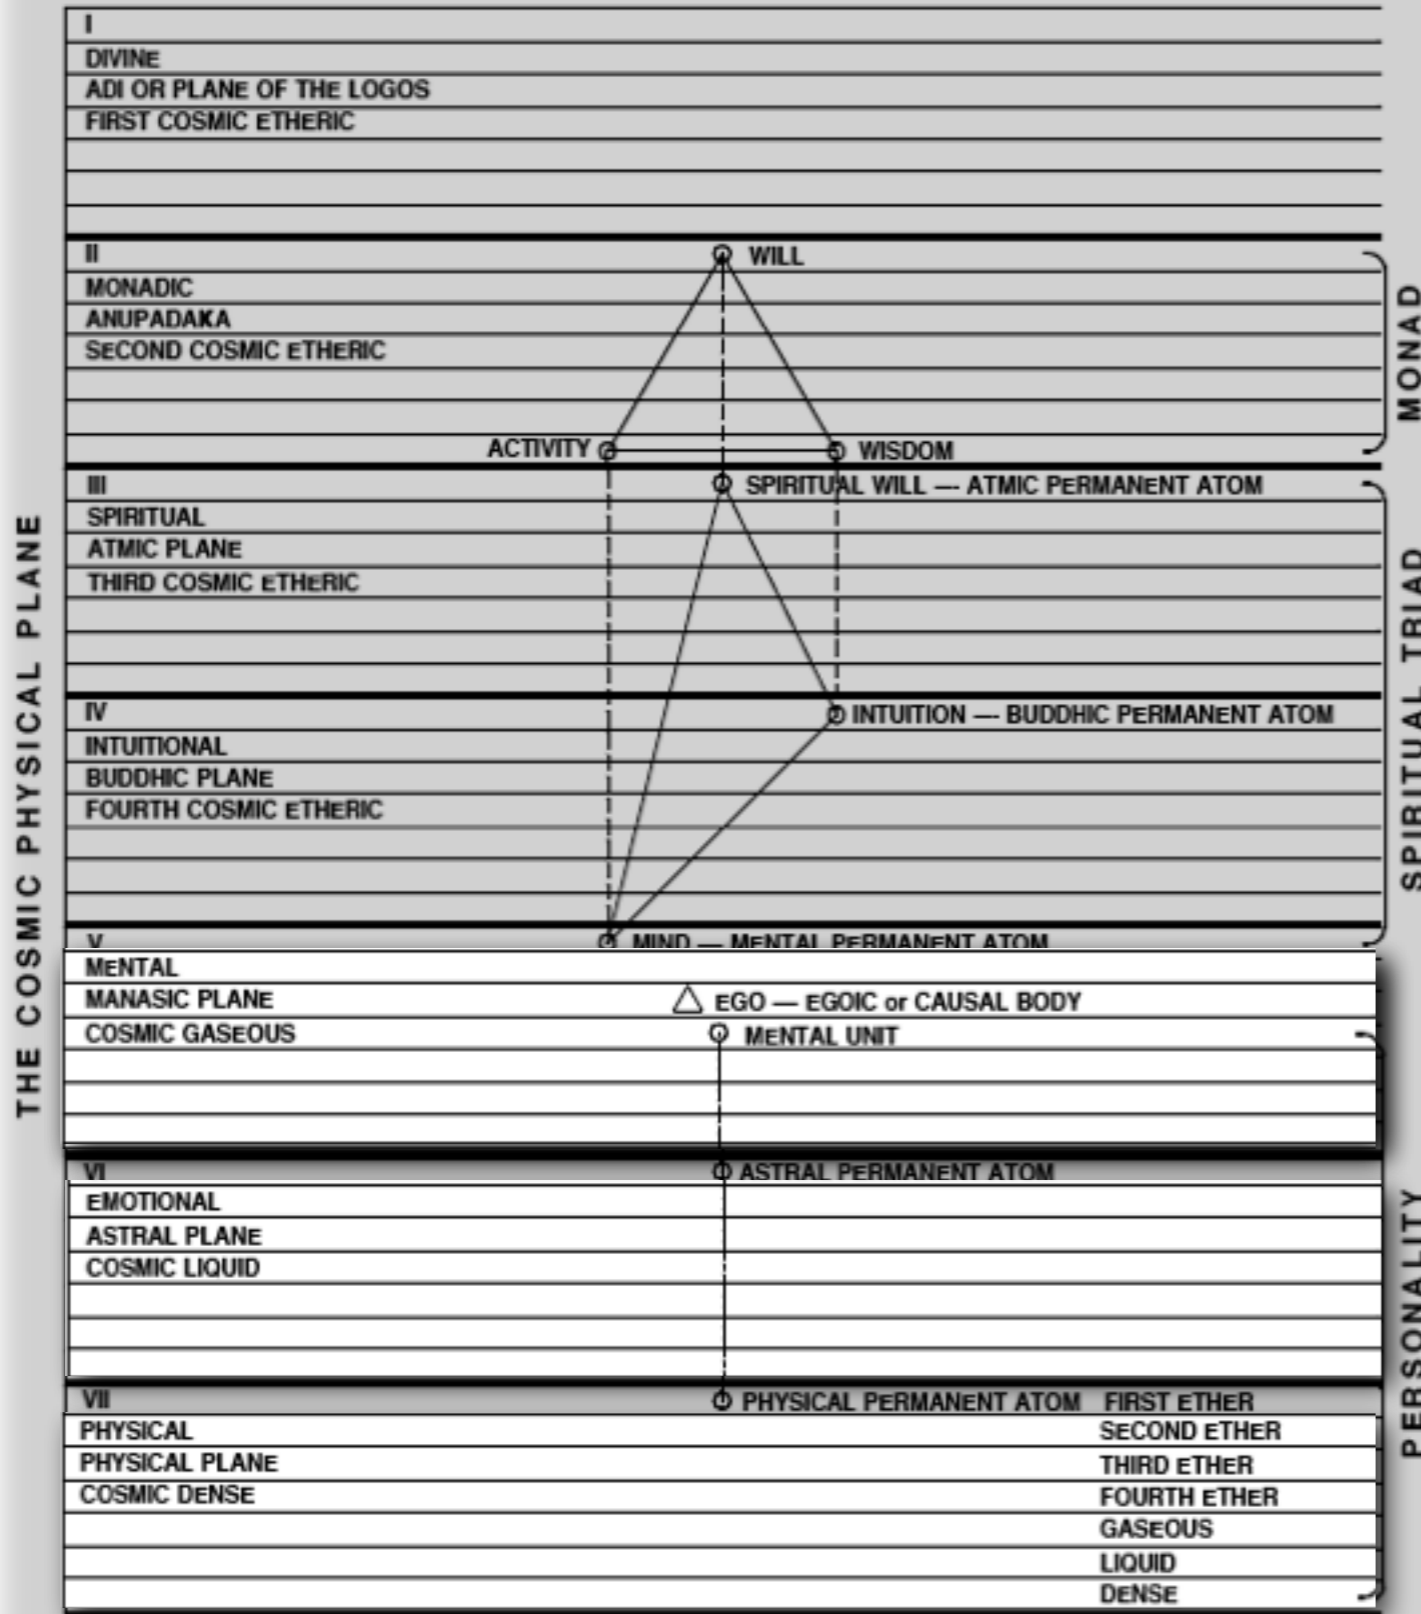 THE COSMIC PHYSICAL PLANE
I
DIVINE
ADI OR PLANE OF THE LOGOS
FIRST COSMIC ETHERIC
II
WILL
MONADIC
ANUPADAKA
SECOND COSMIC ETHERIC
ACTIVITY
WISDOM
MONAD
III
SPIRITUAL WILL –– ATMIC PERMANENT ATOM
SPIRITUAL
ATMIC PLANE
THIRD COSMIC ETHERIC
IV
INTUITION –– BUDDHIC PERMANENT ATOM
INTUITIONAL
BUDDHIC PLANE
FOURTH COSMIC ETHERIC
SPIRITUAL TRIAD
V
MIND — MENTAL PERMANENT ATOM
MENTAL
MANASIC PLANE
EGO — EGOIC or CAUSAL BODY
COSMIC GASEOUS
MENTAL UNIT
VI
ASTRAL PERMANENT ATOM
EMOTIONAL
ASTRAL PLANE
COSMIC LIQUID
PERSONALITY
VII
PHYSICAL PERMANENT ATOM FIRST ETHER
PHYSICAL
SECOND ETHER
PHYSICAL PLANE
THIRD ETHER
COSMIC DENSE
FOURTH ETHER
GASEOUS
LIQUID
DENSE